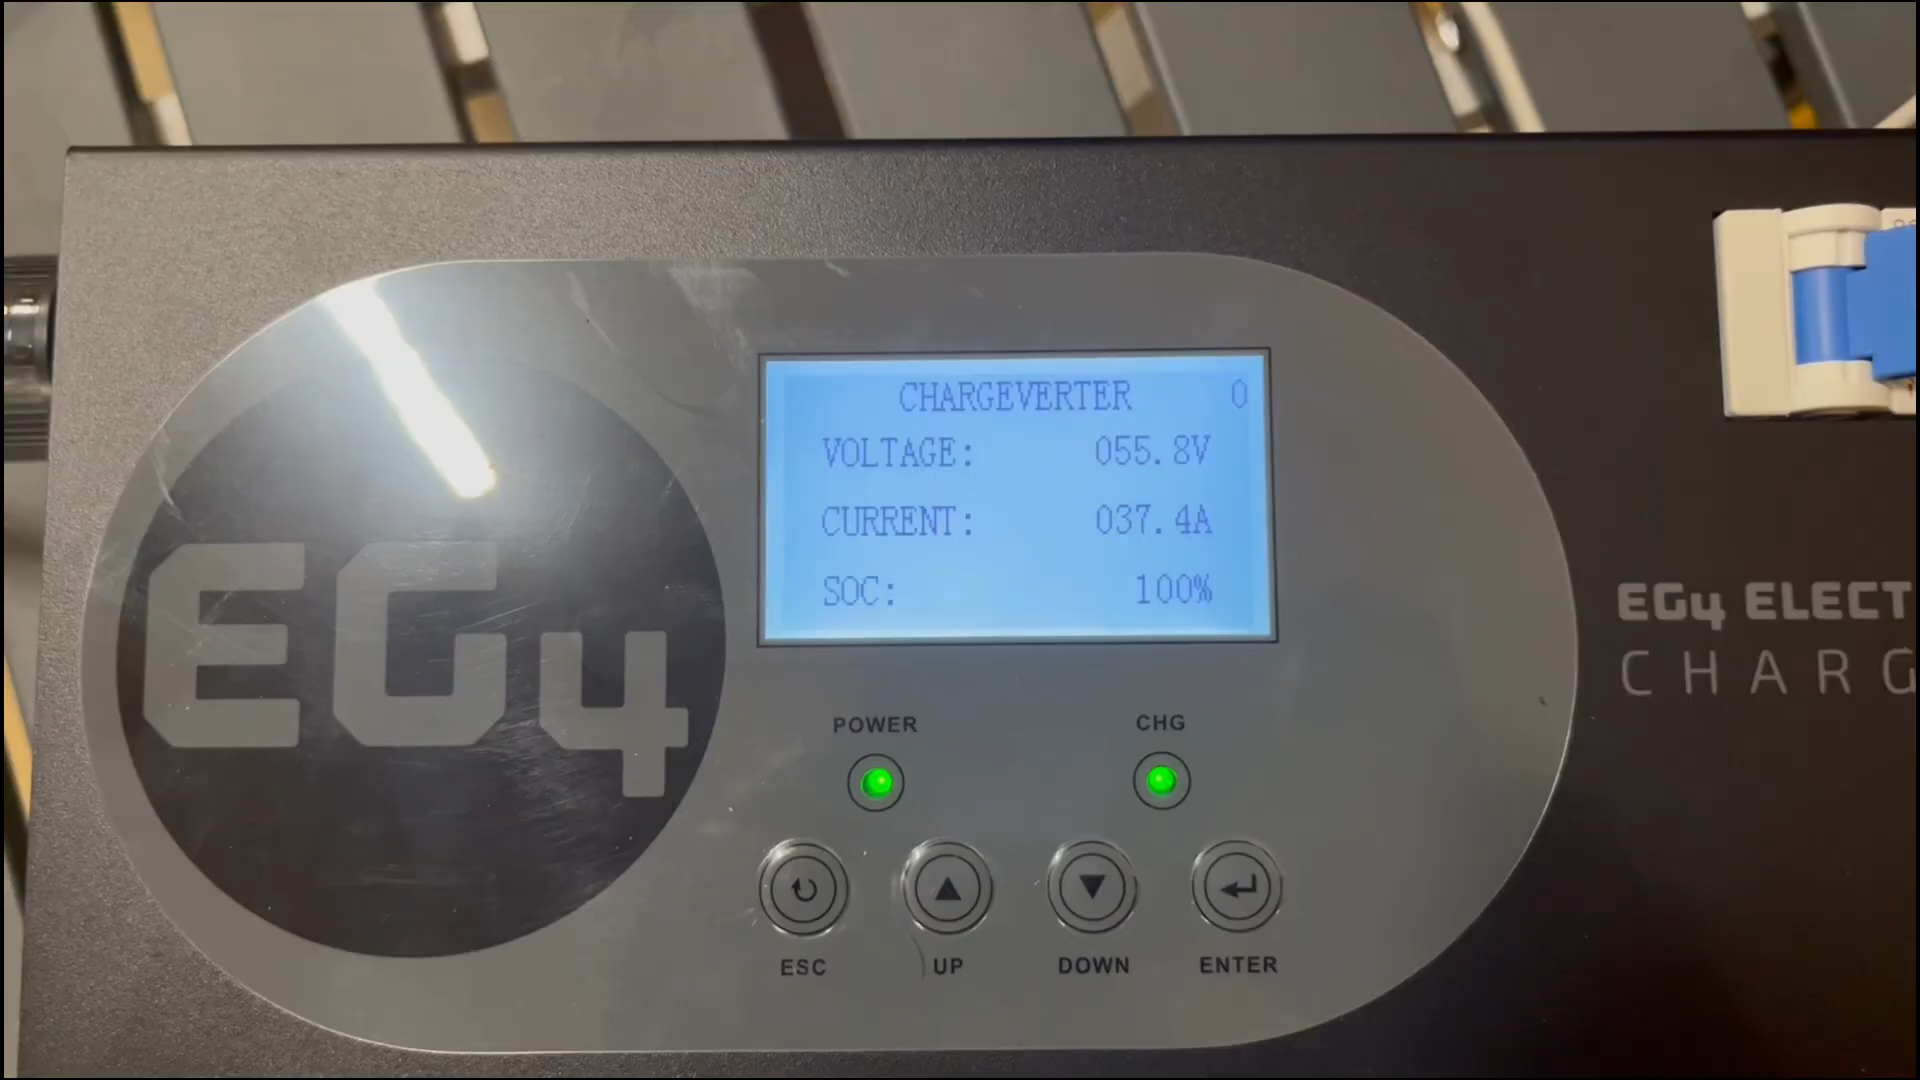 CHARGEVERTER 0
VOLTAGE: 055.8V
CURRENT: 037.4A
SOC: 100%
EG4
EG4 ELECT
CHARG
POWER CHG
ESC UP DOWN ENTER